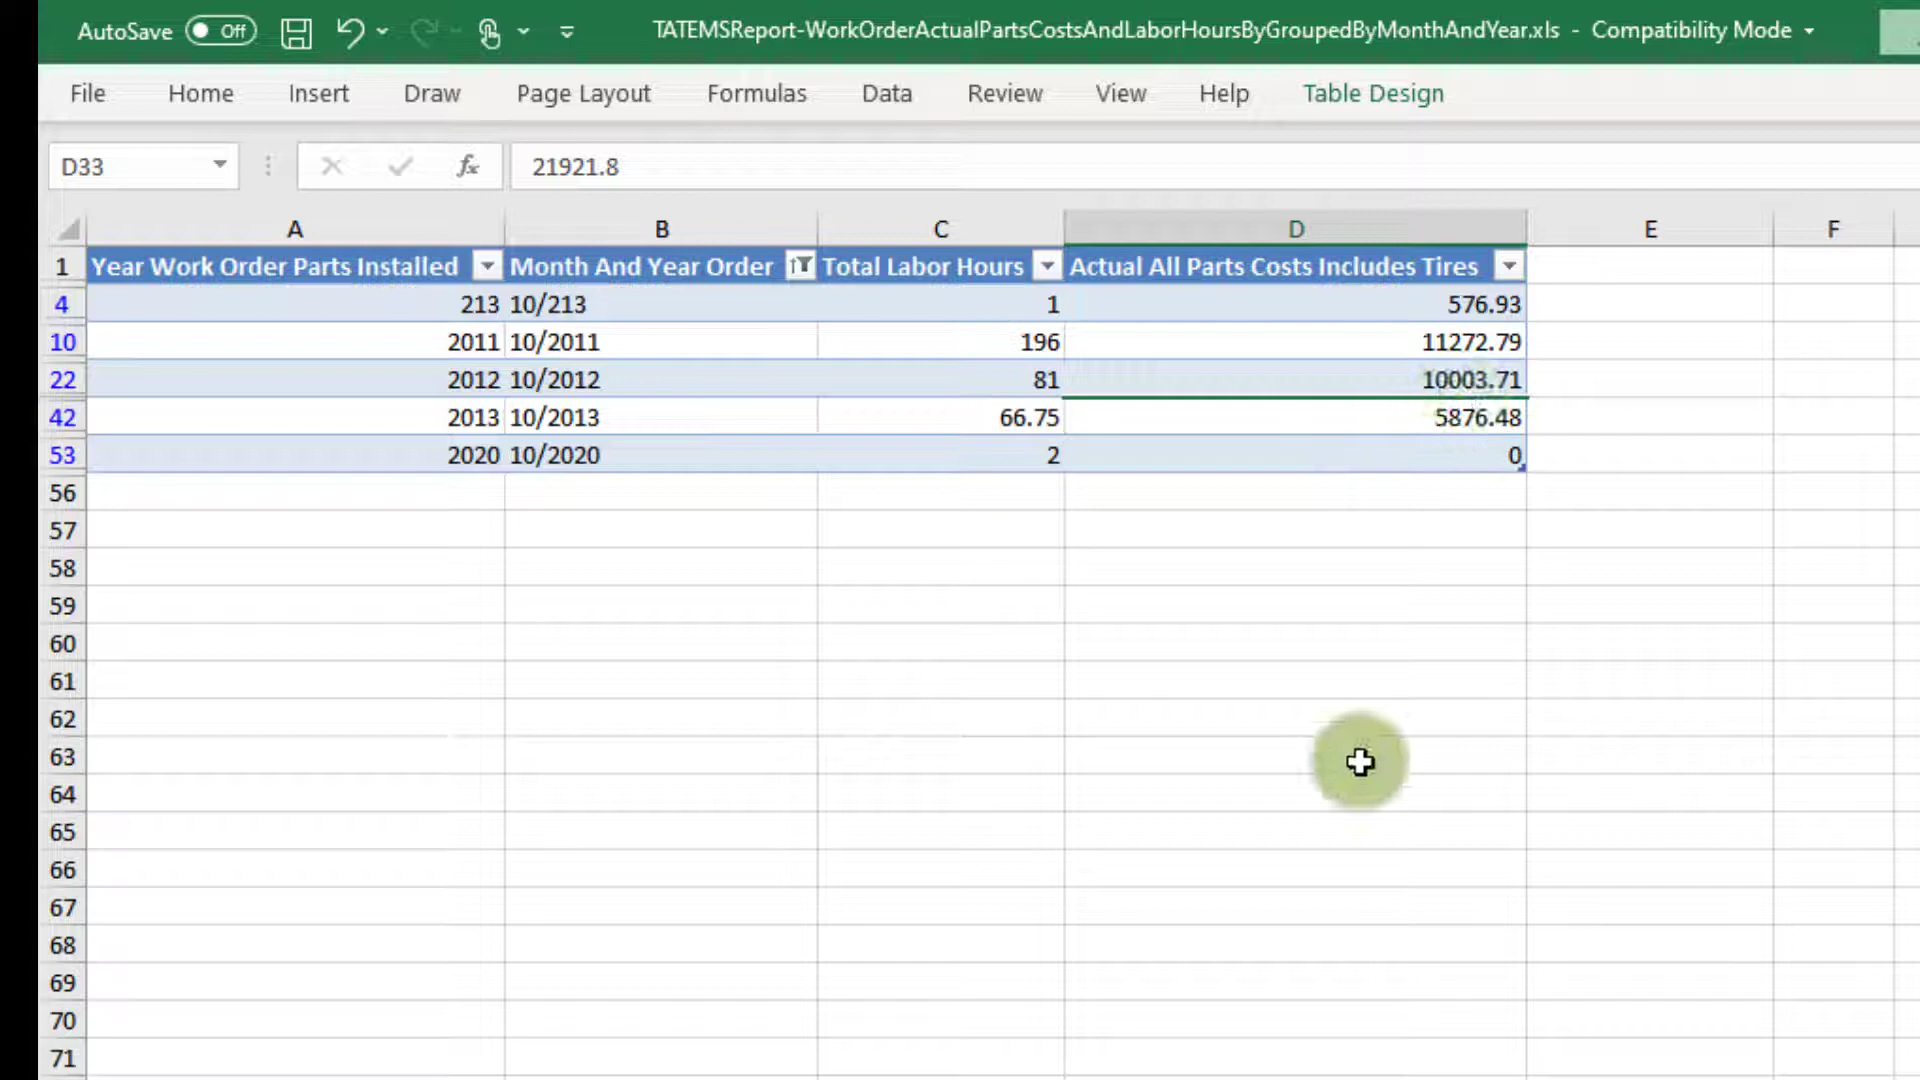 AutoSave Off TATEMSReport-WorkOrderActualPartsCostsAndLaborHoursByGroupedByMonthAndYear.xls - Compatibility Mode
File Home Insert Draw Page Layout Formulas Data Review View Help Table Design
D33 fx 21921.8
A B C D E F
1 Year Work Order Parts Installed Month And Year Order Total Labor Hours Actual All Parts Costs Includes Tires
4 213 10/213 1 576.93
10 2011 10/2011 196 11272.79
22 2012 10/2012 81 10003.71
42 2013 10/2013 66.75 5876.48
53 2020 10/2020 2 0
56
57
58
59
60
61
62
63
64
65
66
67
68
69
70
71